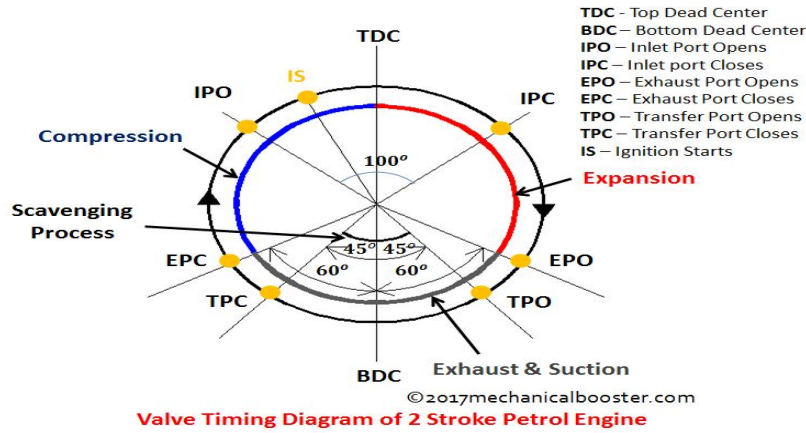 TDC - Top Dead Center
BDC – Bottom Dead Center
IPO – Inlet Port Opens
IPC – Inlet port Closes
EPO – Exhaust Port Opens
EPC – Exhaust Port Closes
TPO – Transfer Port Opens
TPC – Transfer Port Closes
IS – Ignition Starts
TDC
IS
IPO
IPC
Compression
100°
Expansion
Scavenging
Process
45° 45°
EPC
EPO
60°
60°
TPC
TPO
Exhaust & Suction
BDC
©2017mechanicalbooster.com
Valve Timing Diagram of 2 Stroke Petrol Engine